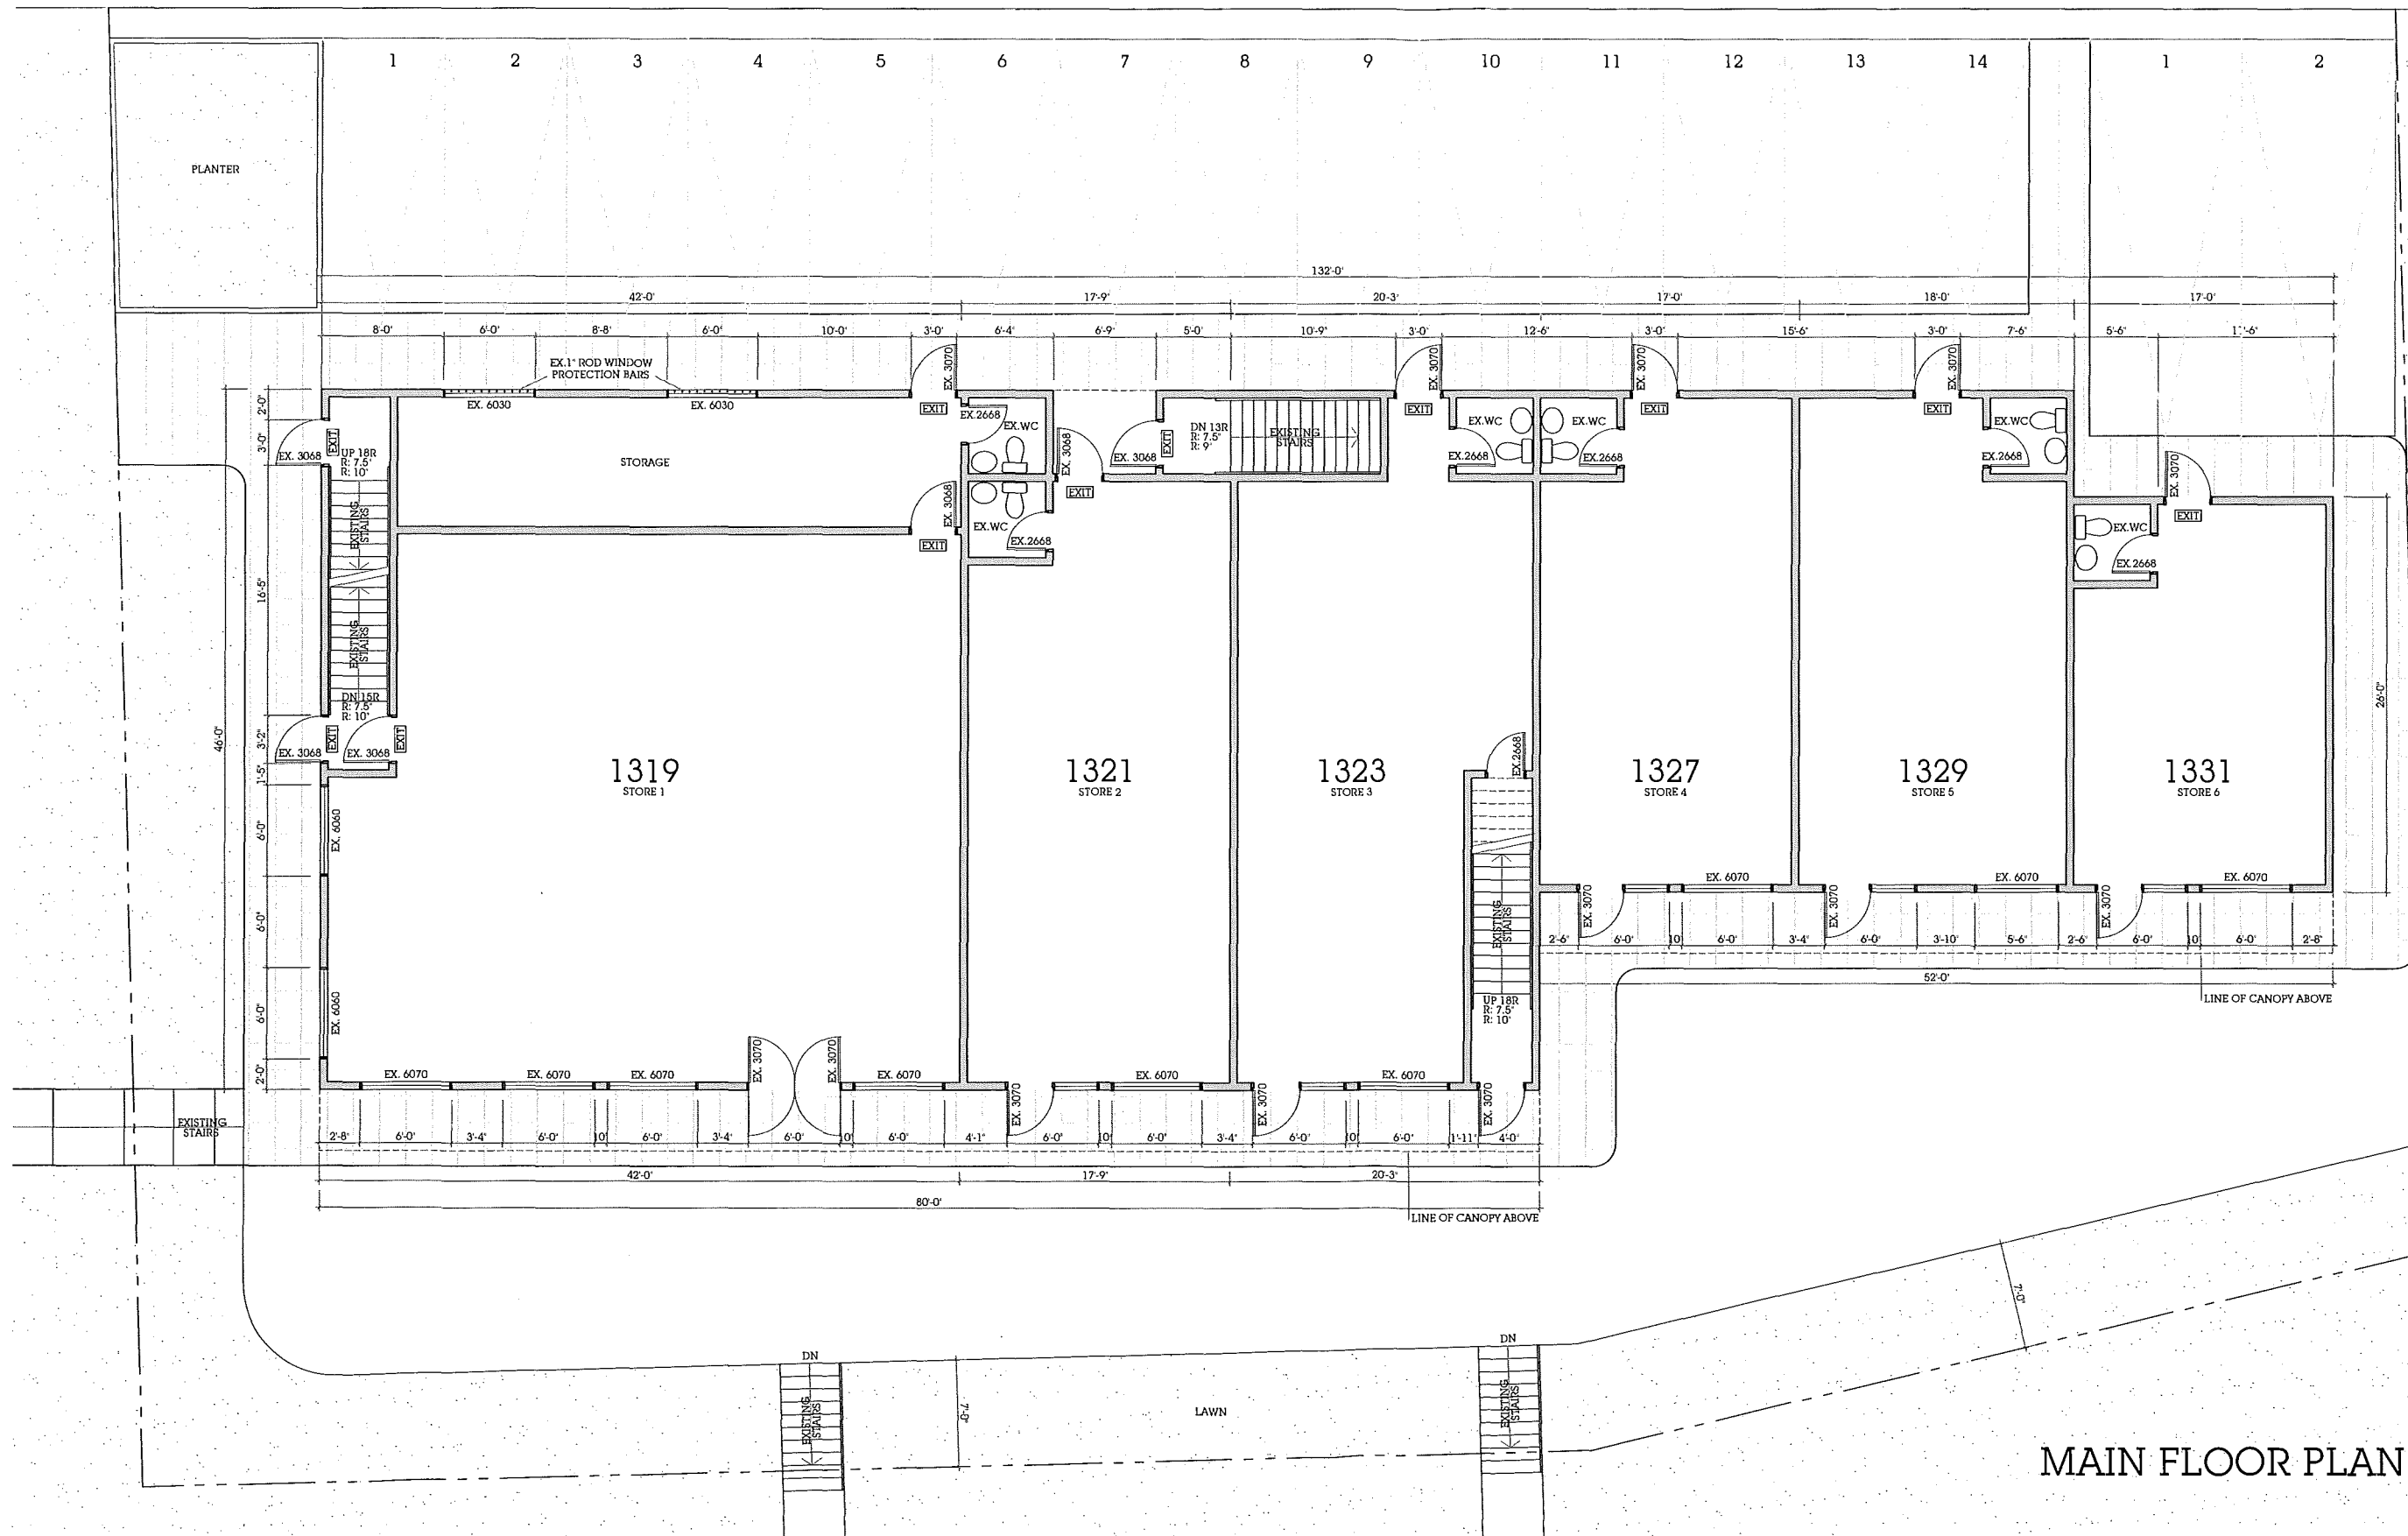 1 2 3 4 5 6 7 8 9 10 11 12 13 14 1 2
PLANTER
132'-0"
42'-0" 17'-9" 20'-3" 17'-0" 18'-0" 17'-0"
8'-0" 6'-0" 8'-8" 6'-0" 10'-0" 3'-0" 6'-4" 6'-9" 5'-0" 10'-9" 3'-0" 12'-6" 3'-0" 15'-6" 3'-0" 7'-6" 5'-6"
EX.1" ROD WINDOW
PROTECTION BARS
EX. 3070
EX. 3070
EX. 3070
EX. 3070
EX. 6030
EX. 6030
EXIT
EXIT
EXIT
EXIT
2'-0"
3'-0"
16'-5"
3'-2"
1'-5"
6'-0"
6'-0"
6'-0"
2'-0"
46'-0"
EX. 3068
EXIT
UP 18R
R: 7.5"
R: 10"
EXISTING
STAIRS
EXISTING
STAIRS
DN 15R
R: 7.5"
R: 10"
EX. 3068
EXIT
EX. 3068
EXIT
STORAGE
EX. 3068
EXIT
EX.2668
EX.WC
EX.WC
EX.2668
EX. 3068
EXIT
EX. 3068
EXIT
DN 13R
R: 7.5"
R: 9"
EXISTING
STAIRS
EX.WC
EX.2668
EX.WC
EX.2668
EX.WC
EX.2668
EX. 3070
EXIT
EX.WC
EX.2668
26'-0"
1319
STORE 1
1321
STORE 2
1323
STORE 3
1327
STORE 4
1329
STORE 5
1331
STORE 6
EX. 6060
EX. 6060
EX.2668
EXISTING
STAIRS
UP 18R
R: 7.5"
R: 10"
EX. 6070
EX. 6070
EX. 6070
EX. 3070
EX. 3070
EX. 3070
2'-6" 6'-0" 10 6'-0" 3'-4" 6'-0" 3'-10" 5'-6" 2'-6" 6'-0" 10 6'-0" 2'-8"
52'-0"
LINE OF CANOPY ABOVE
EX. 6070
EX. 6070
EX. 6070
EX. 3070
EX. 3070
EX. 6070
EX. 3070
EX. 6070
EX. 3070
EX. 6070
EX. 3070
EXISTING
STAIRS
2'-8" 6'-0" 3'-4" 6'-0" 10 6'-0" 3'-4" 6'-0" 10 6'-0" 4'-1" 6'-0" 10 6'-0" 3'-4" 6'-0" 10 6'-0" 1'-11" 4'-0"
42'-0" 17'-9" 20'-3"
80'-0"
LINE OF CANOPY ABOVE
7'-0"
DN
EXISTING
STAIRS
7'-0"
LAWN
DN
EXISTING
STAIRS
MAIN FLOOR PLAN